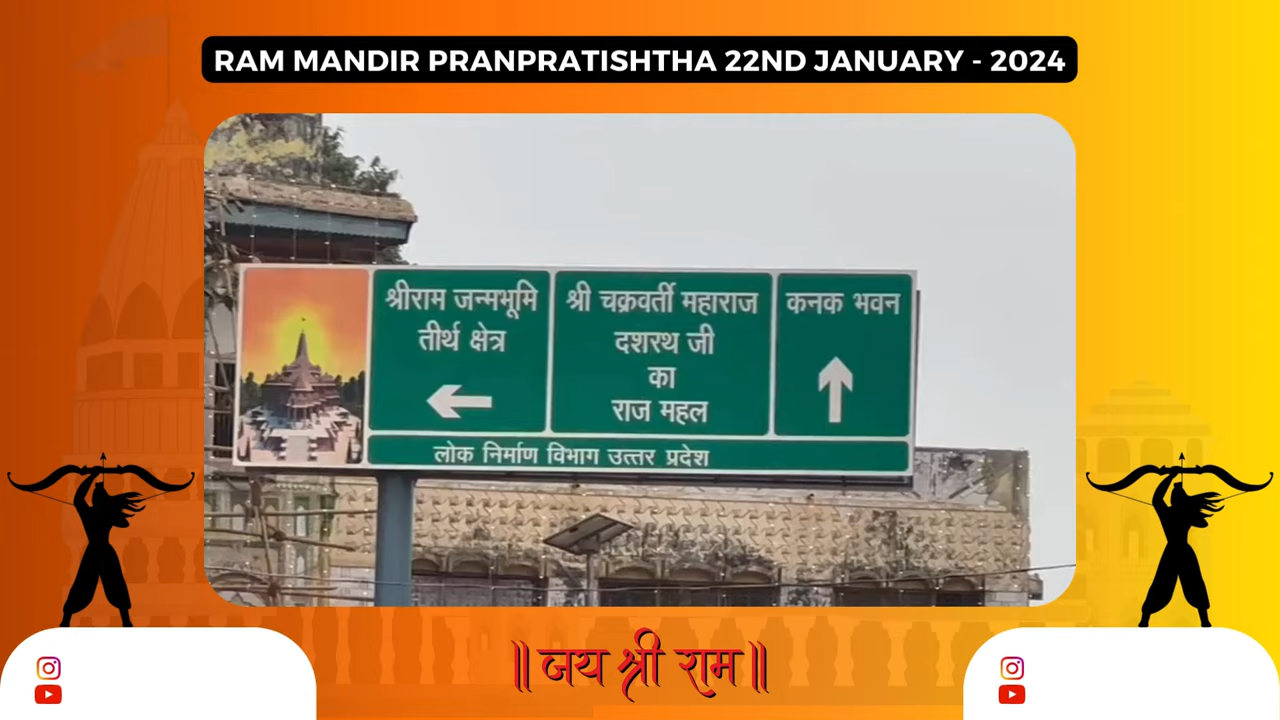 RAM MANDIR PRANPRATISHTHA 22ND JANUARY - 2024
श्रीराम जन्मभूमि
तीर्थ क्षेत्र
श्री चक्रवर्ती महाराज
दशरथ जी
का
राज महल
कनक भवन
लोक निर्माण विभाग उत्तर प्रदेश
॥ जय श्री राम ॥